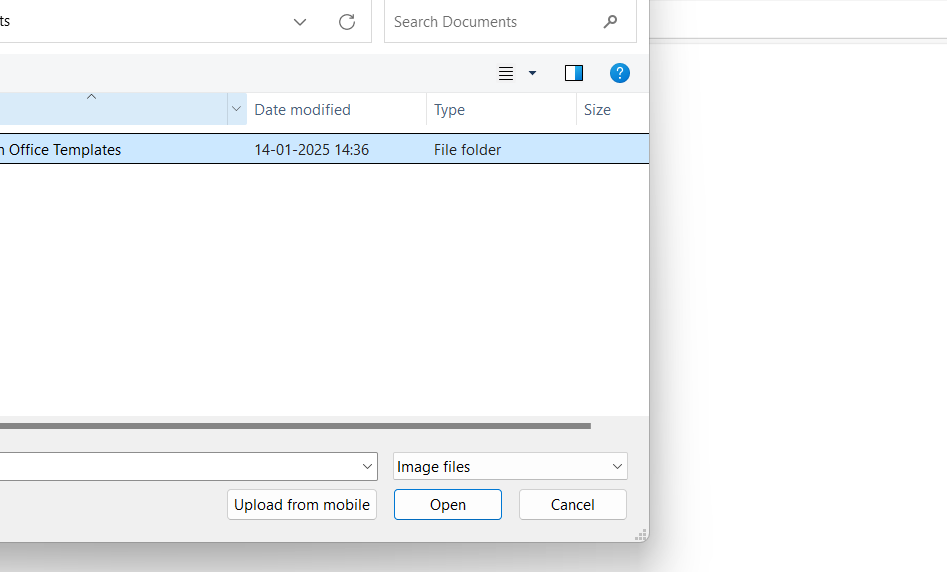 ts
Search Documents
?
Date modified Type Size
Office Templates 14-01-2025 14:36 File folder
Image files
Upload from mobile Open Cancel